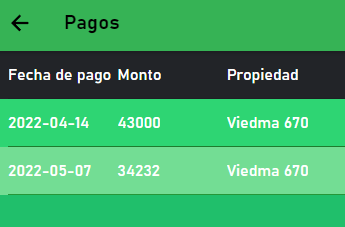 Pagos
Fecha de pago Monto Propiedad
2022-04-14 43000 Viedma 670
2022-05-07 34232 Viedma 670